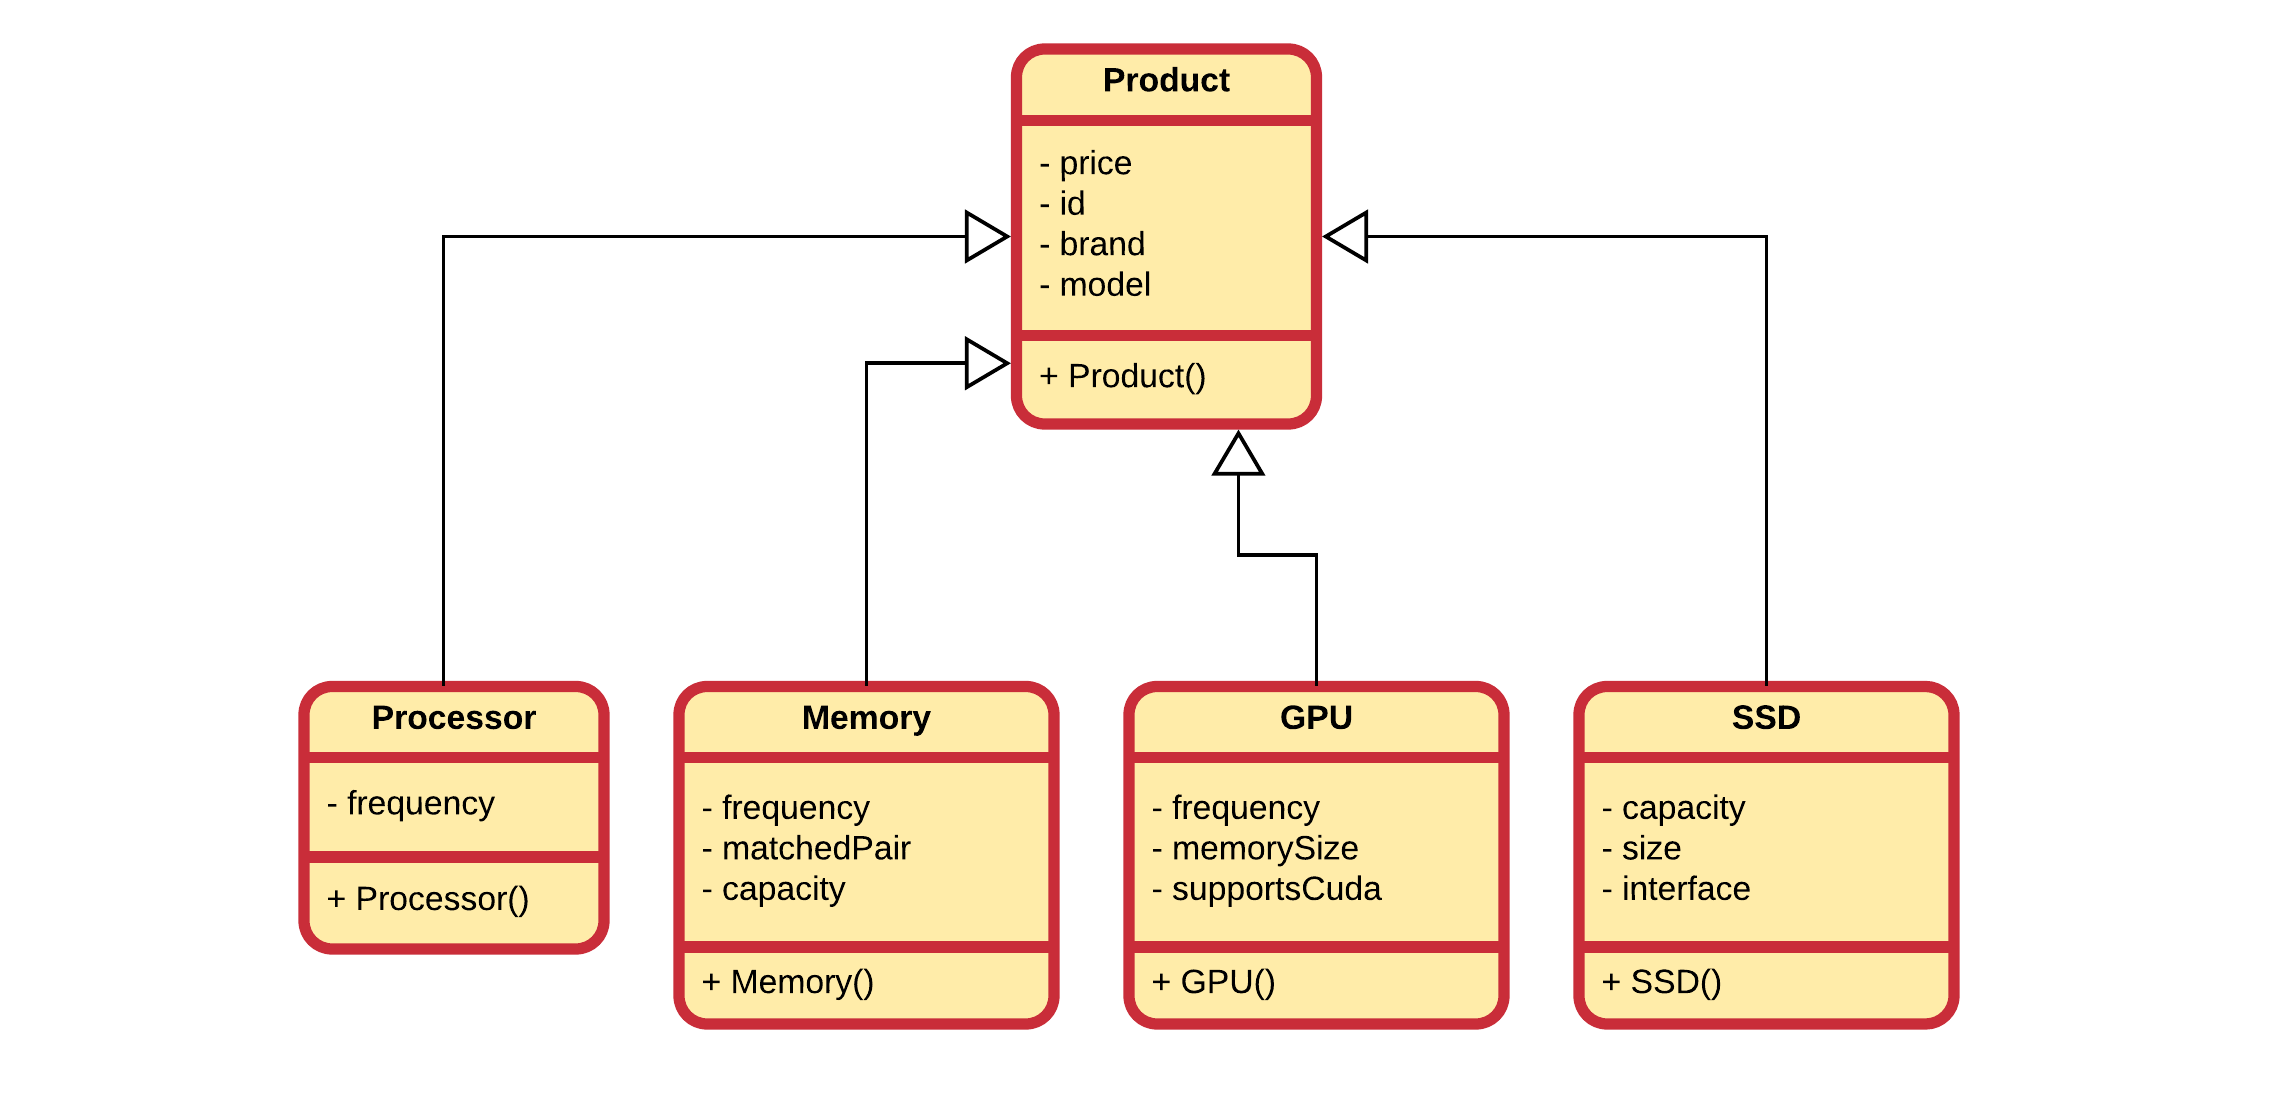 Product
- price
- id
- brand
- model
+ Product()
Processor
- frequency
+ Processor()
Memory
- frequency
- matchedPair
- capacity
+ Memory()
GPU
- frequency
- memorySize
- supportsCuda
+ GPU()
SSD
- capacity
- size
- interface
+ SSD()